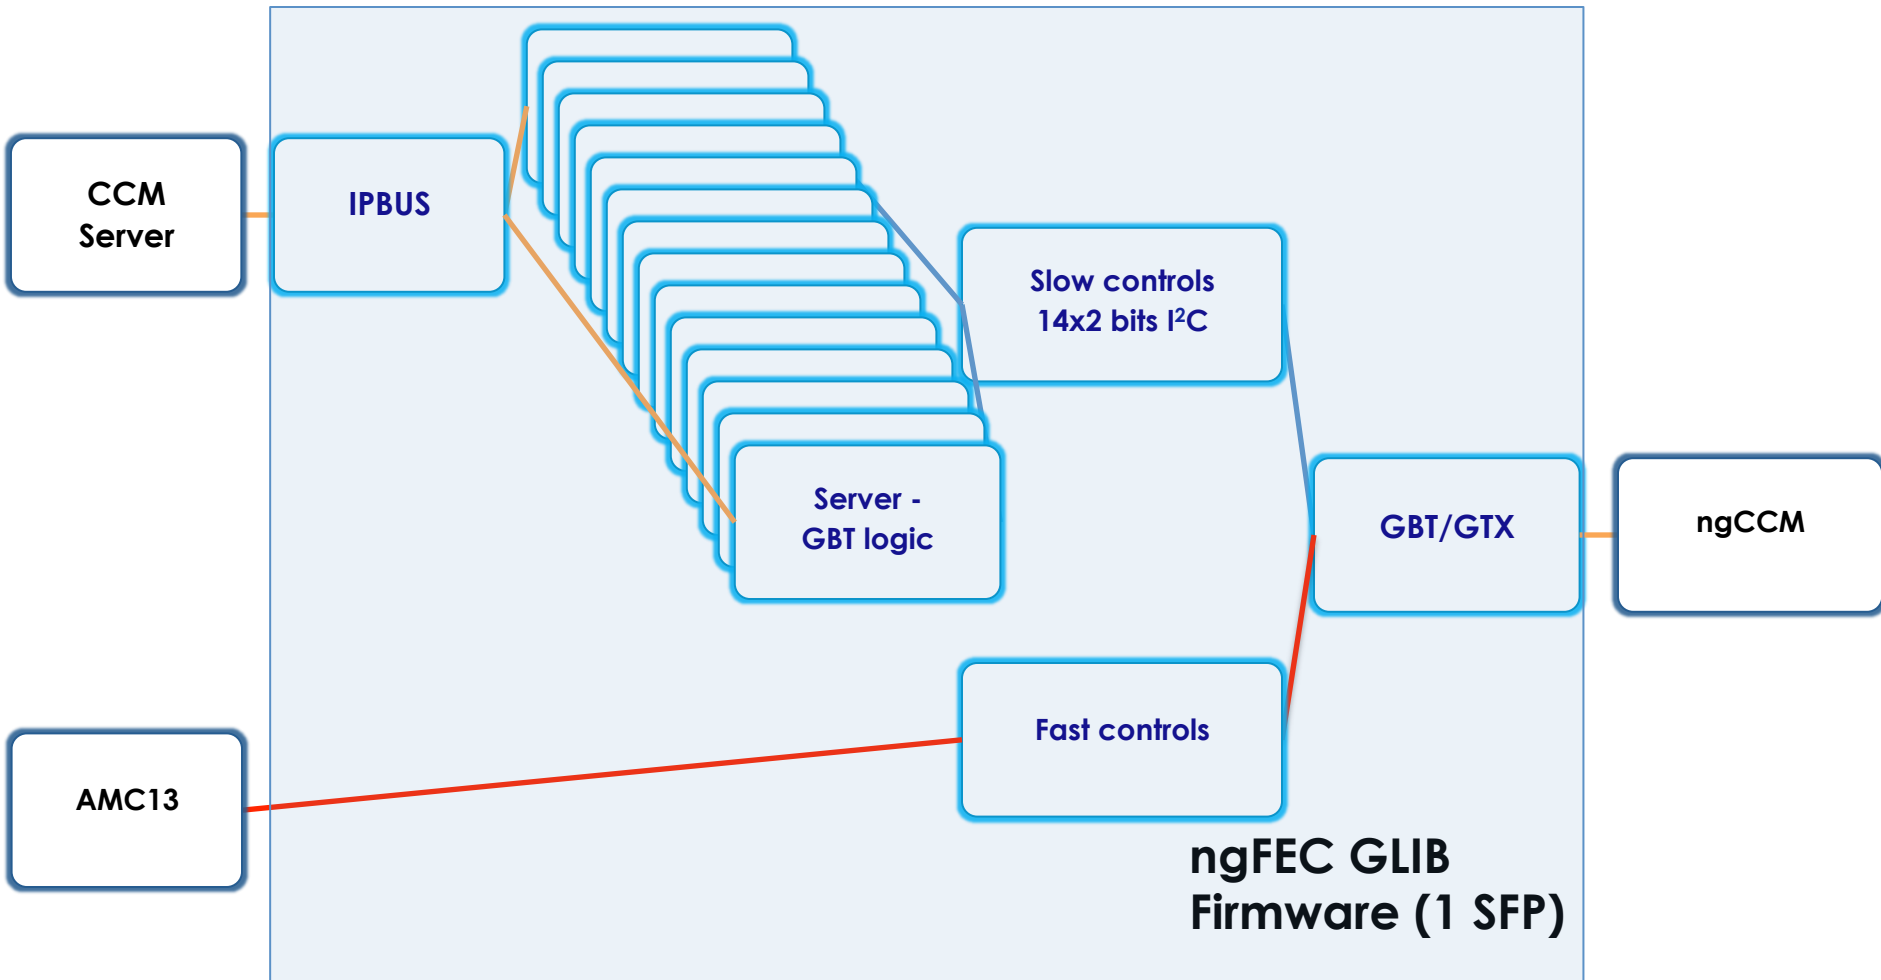 CCM
Server
IPBUS
Slow controls
14x2 bits I²C
Server -
GBT logic
GBT/GTX
ngCCM
Fast controls
AMC13
ngFEC GLIB
Firmware (1 SFP)